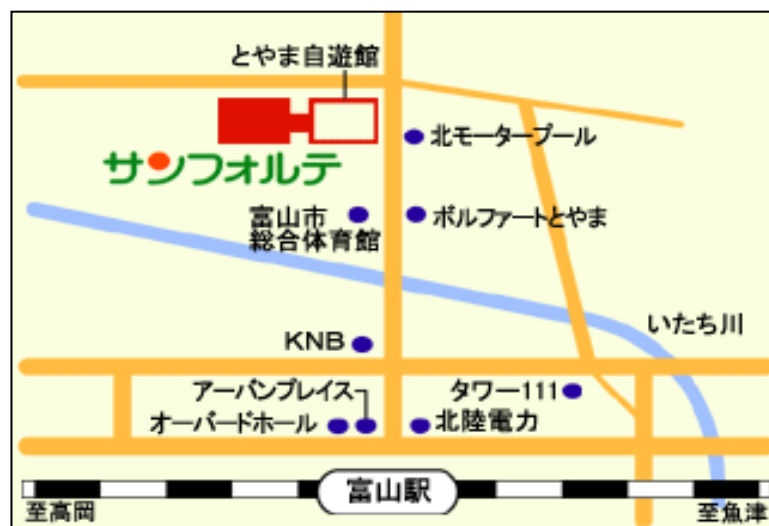 とやま自遊館
北モータープール
サンフォルテ
富山市
総合体育館
ボルファートとやま
いたち川
KNB
アーバンプレイス
タワー111
オーバードホール
北陸電力
富山駅
至高岡
至魚津